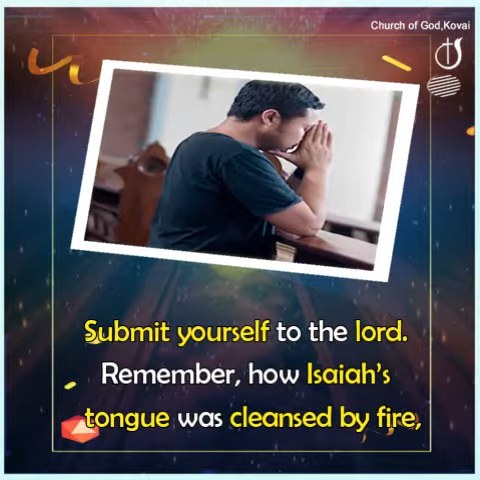 Church of God,Kovai
Submit yourself to the lord.
Remember, how Isaiah's
tongue was cleansed by fire,